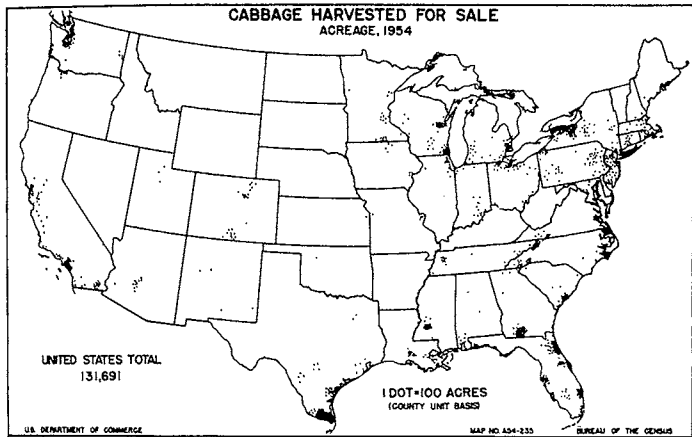 CABBAGE HARVESTED FOR SALE
ACREAGE, 1954
UNITED STATES TOTAL
131,691
1 DOT=100 ACRES
(COUNTY UNIT BASIS)
U.S. DEPARTMENT OF COMMERCE
MAP NO. A54-235
BUREAU OF THE CENSUS